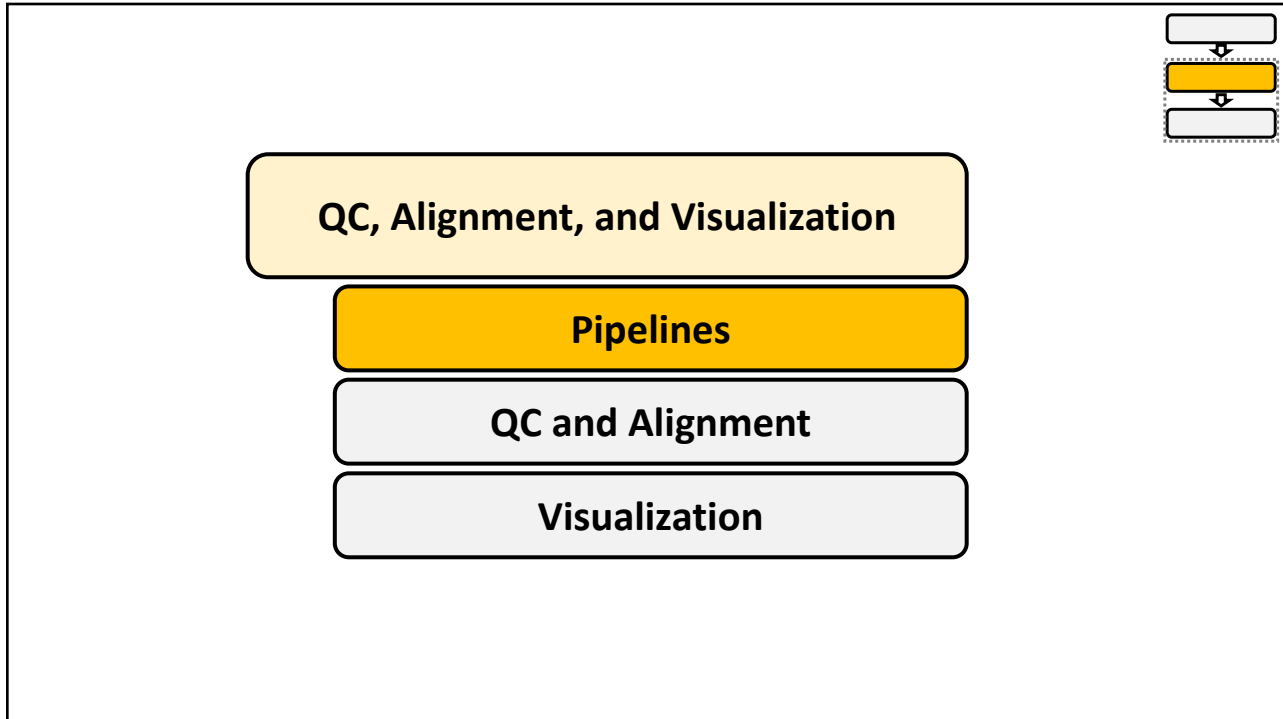 QC, Alignment, and Visualization
Pipelines
QC and Alignment
Visualization